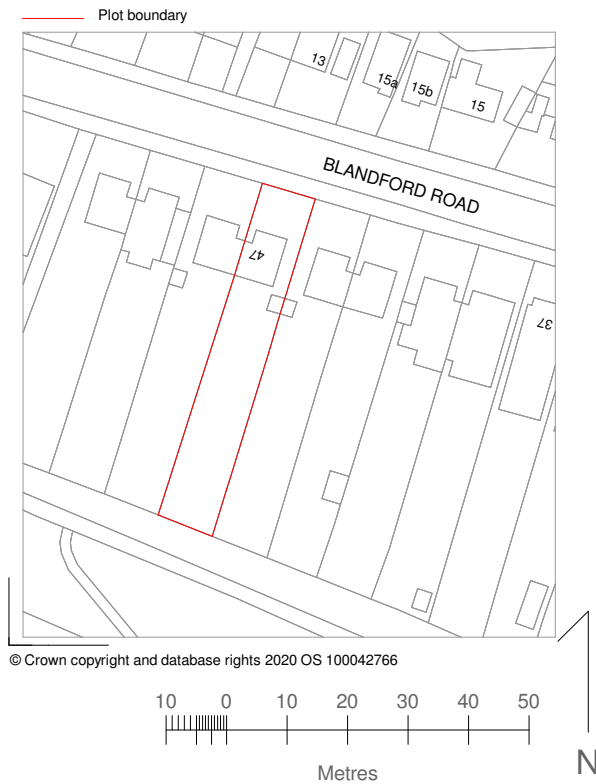 Plot boundary
13
15a
15b
15
BLANDFORD ROAD
47
37
© Crown copyright and database rights 2020 OS 100042766
10 0 10 20 30 40 50
Metres
N